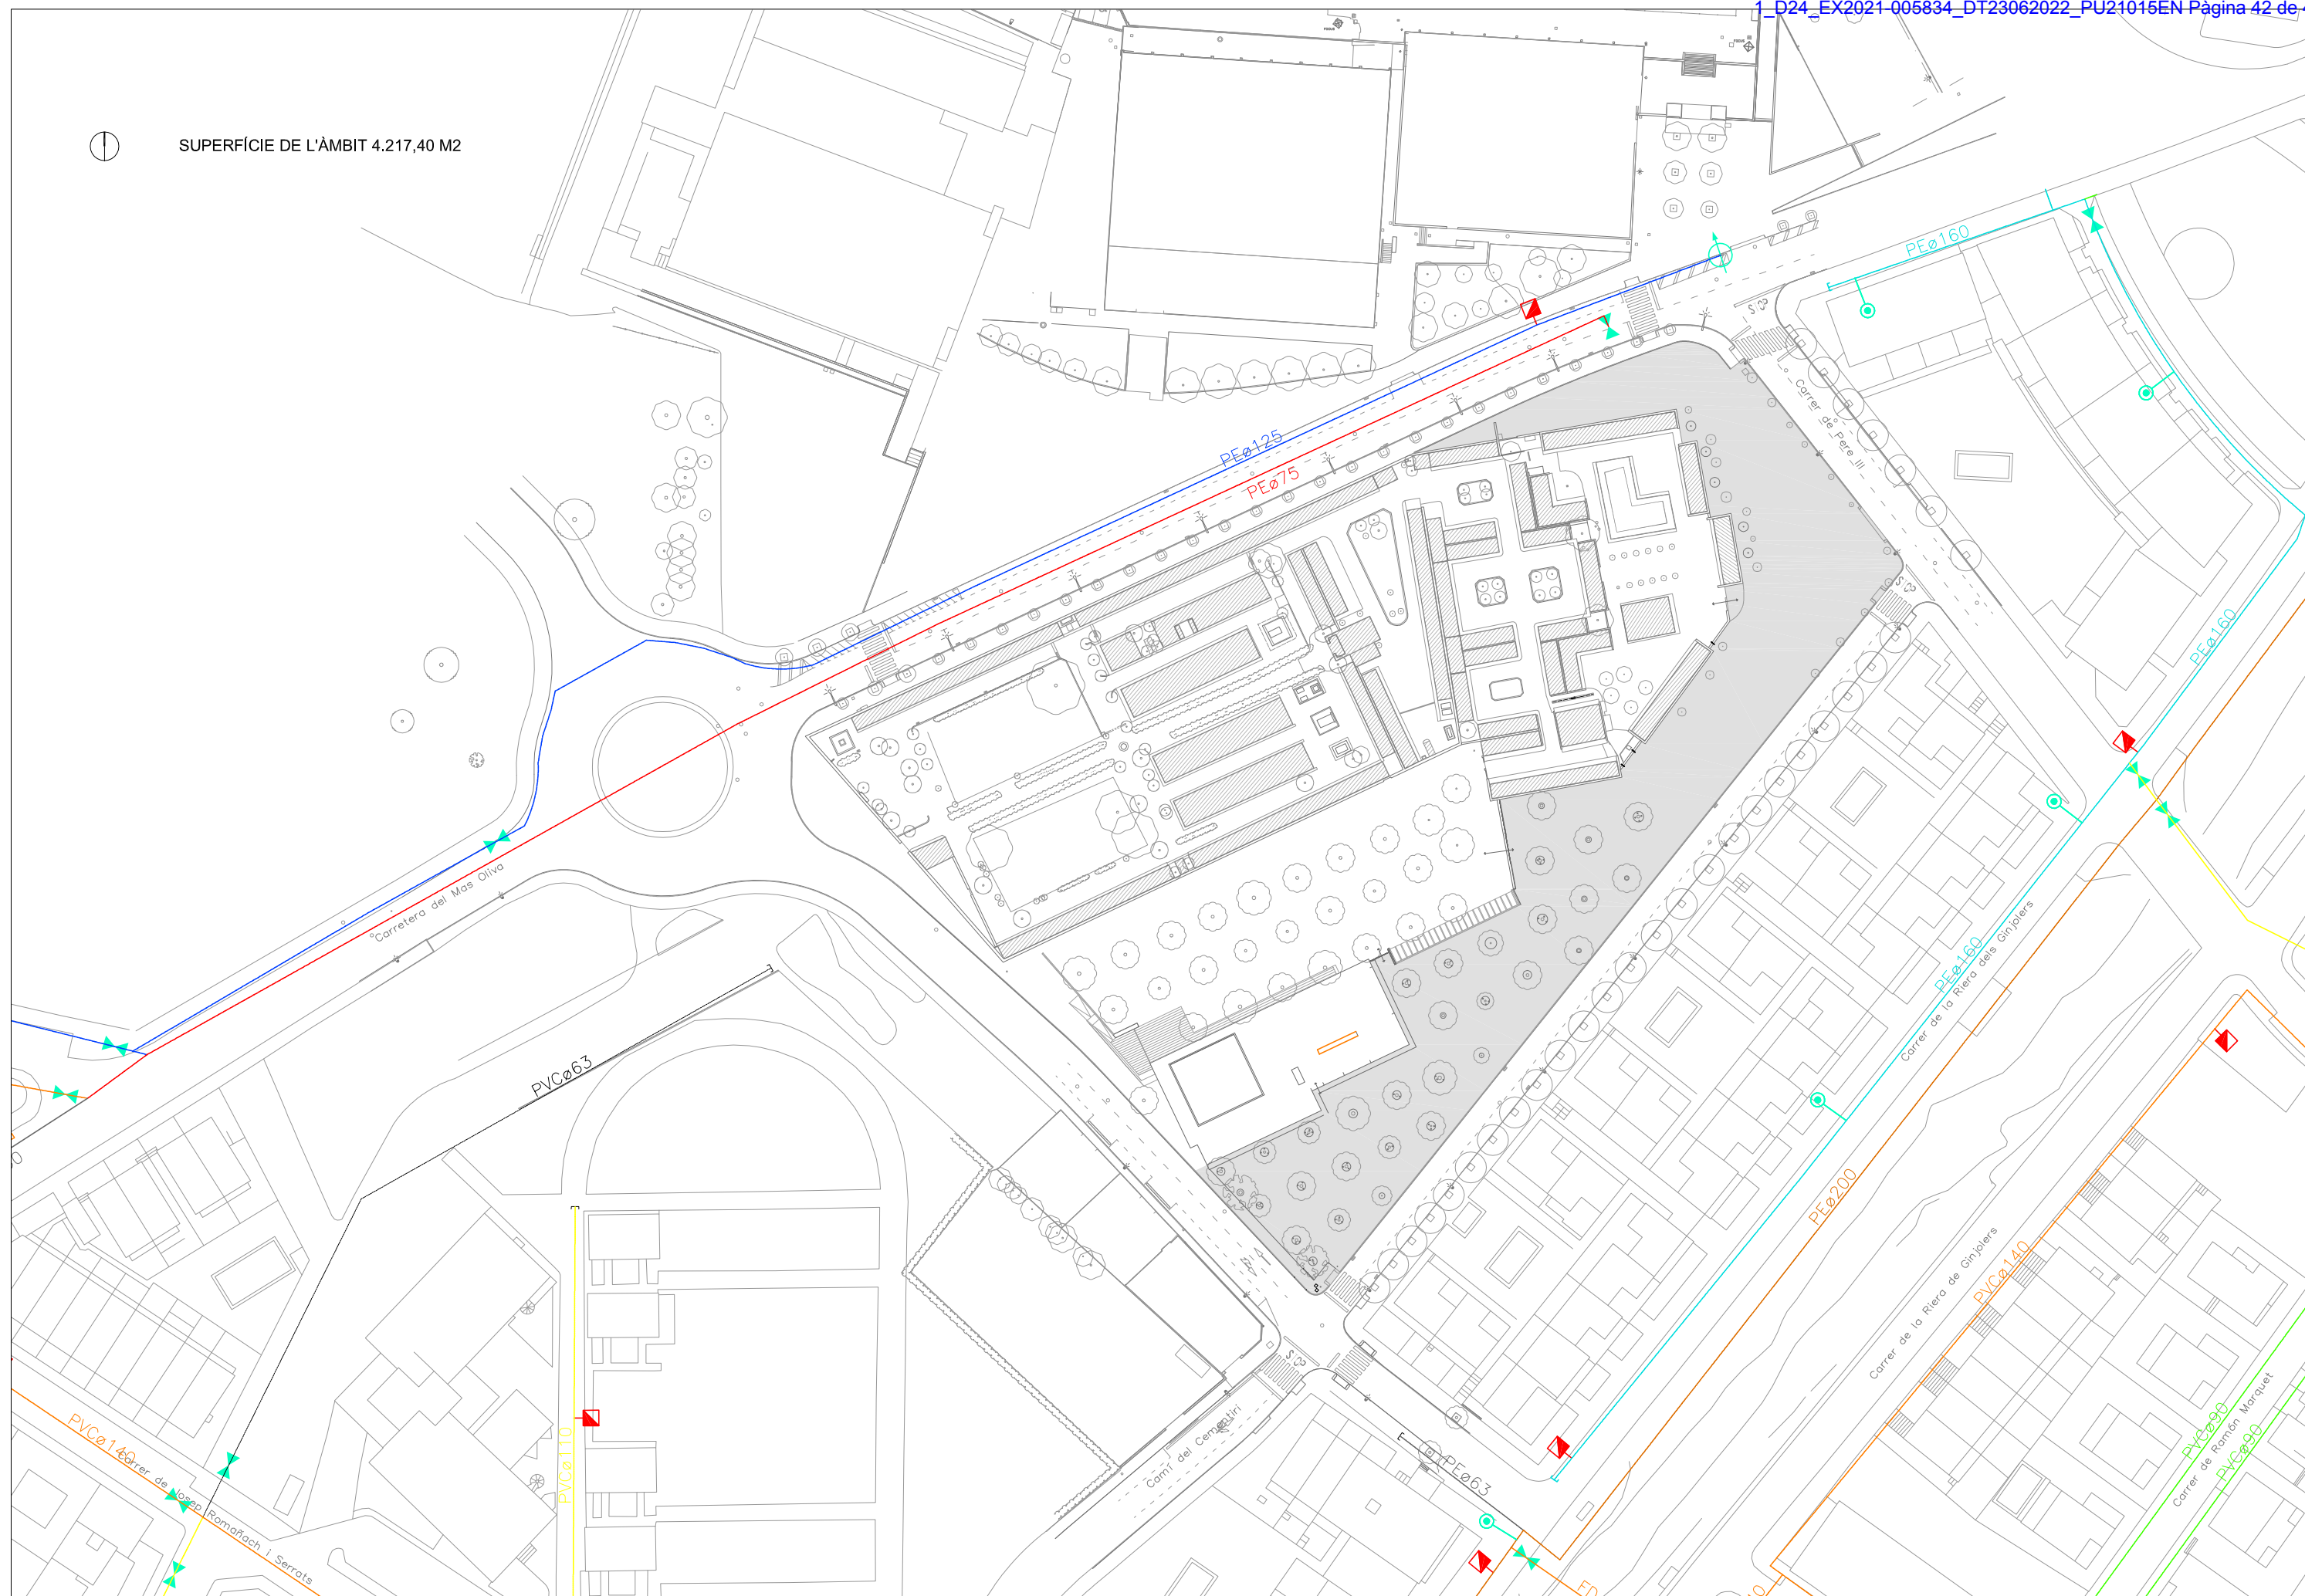 1_D24_EX2021-005834_DT23062022_PU21015EN Pàgina 42 de
SUPERFÍCIE DE L'ÀMBIT 4.217,40 M2
PEø160
Carrer de Pere III
PEø125
PEø75
PEø160
Carretera del Mas Oliva
PEø160
Carrer de la Riera dels Ginjolers
PVCø63
PEø200
PVCø140
Carrer de la Riera de Ginjolers
PVCø140
Carrer de Josep Romañach i Serrats
PVCø110
Camí del Cementiri
PEø63
PVCø90
Carrer de Ramón Marquet
PVCø90
FD